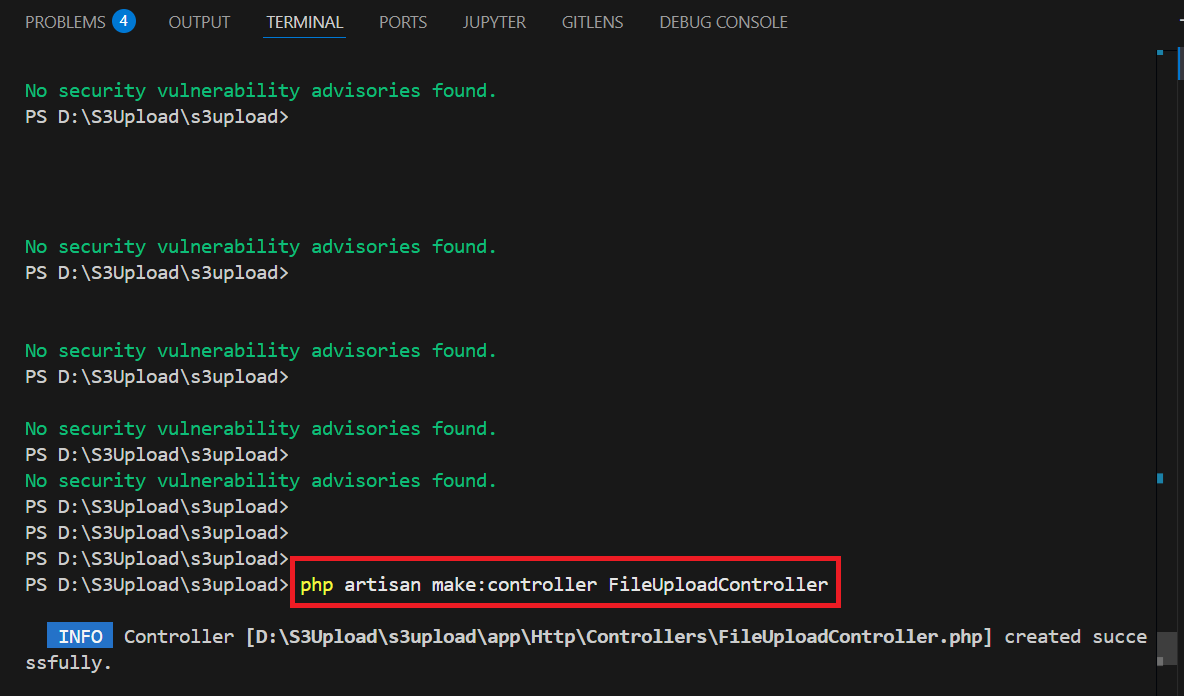 PROBLEMS 4 OUTPUT TERMINAL PORTS JUPYTER GITLENS DEBUG CONSOLE
No security vulnerability advisories found.
PS D:\S3Upload\s3upload>
No security vulnerability advisories found.
PS D:\S3Upload\s3upload>
No security vulnerability advisories found.
PS D:\S3Upload\s3upload>
No security vulnerability advisories found.
PS D:\S3Upload\s3upload>
No security vulnerability advisories found.
PS D:\S3Upload\s3upload>
PS D:\S3Upload\s3upload>
PS D:\S3Upload\s3upload>
PS D:\S3Upload\s3upload> php artisan make:controller FileUploadController
INFO Controller [D:\S3Upload\s3upload\app\Http\Controllers\FileUploadController.php] created succe
ssfully.